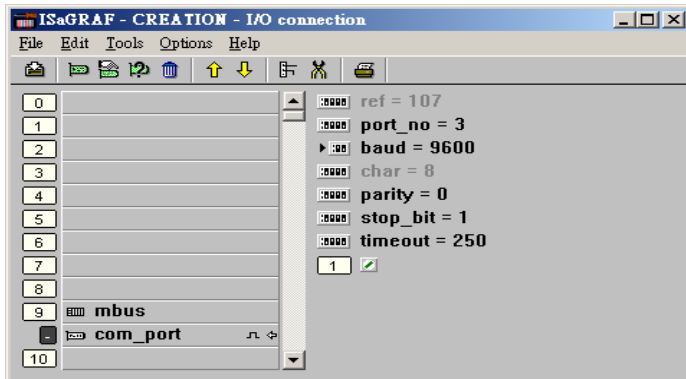 ISaGRAF - CREATION - I/O connection
File Edit Tools Options Help
0
1
2
3
4
5
6
7
8
9 mbus
- com_port
10
ref = 107
port_no = 3
baud = 9600
char = 8
parity = 0
stop_bit = 1
timeout = 250
1